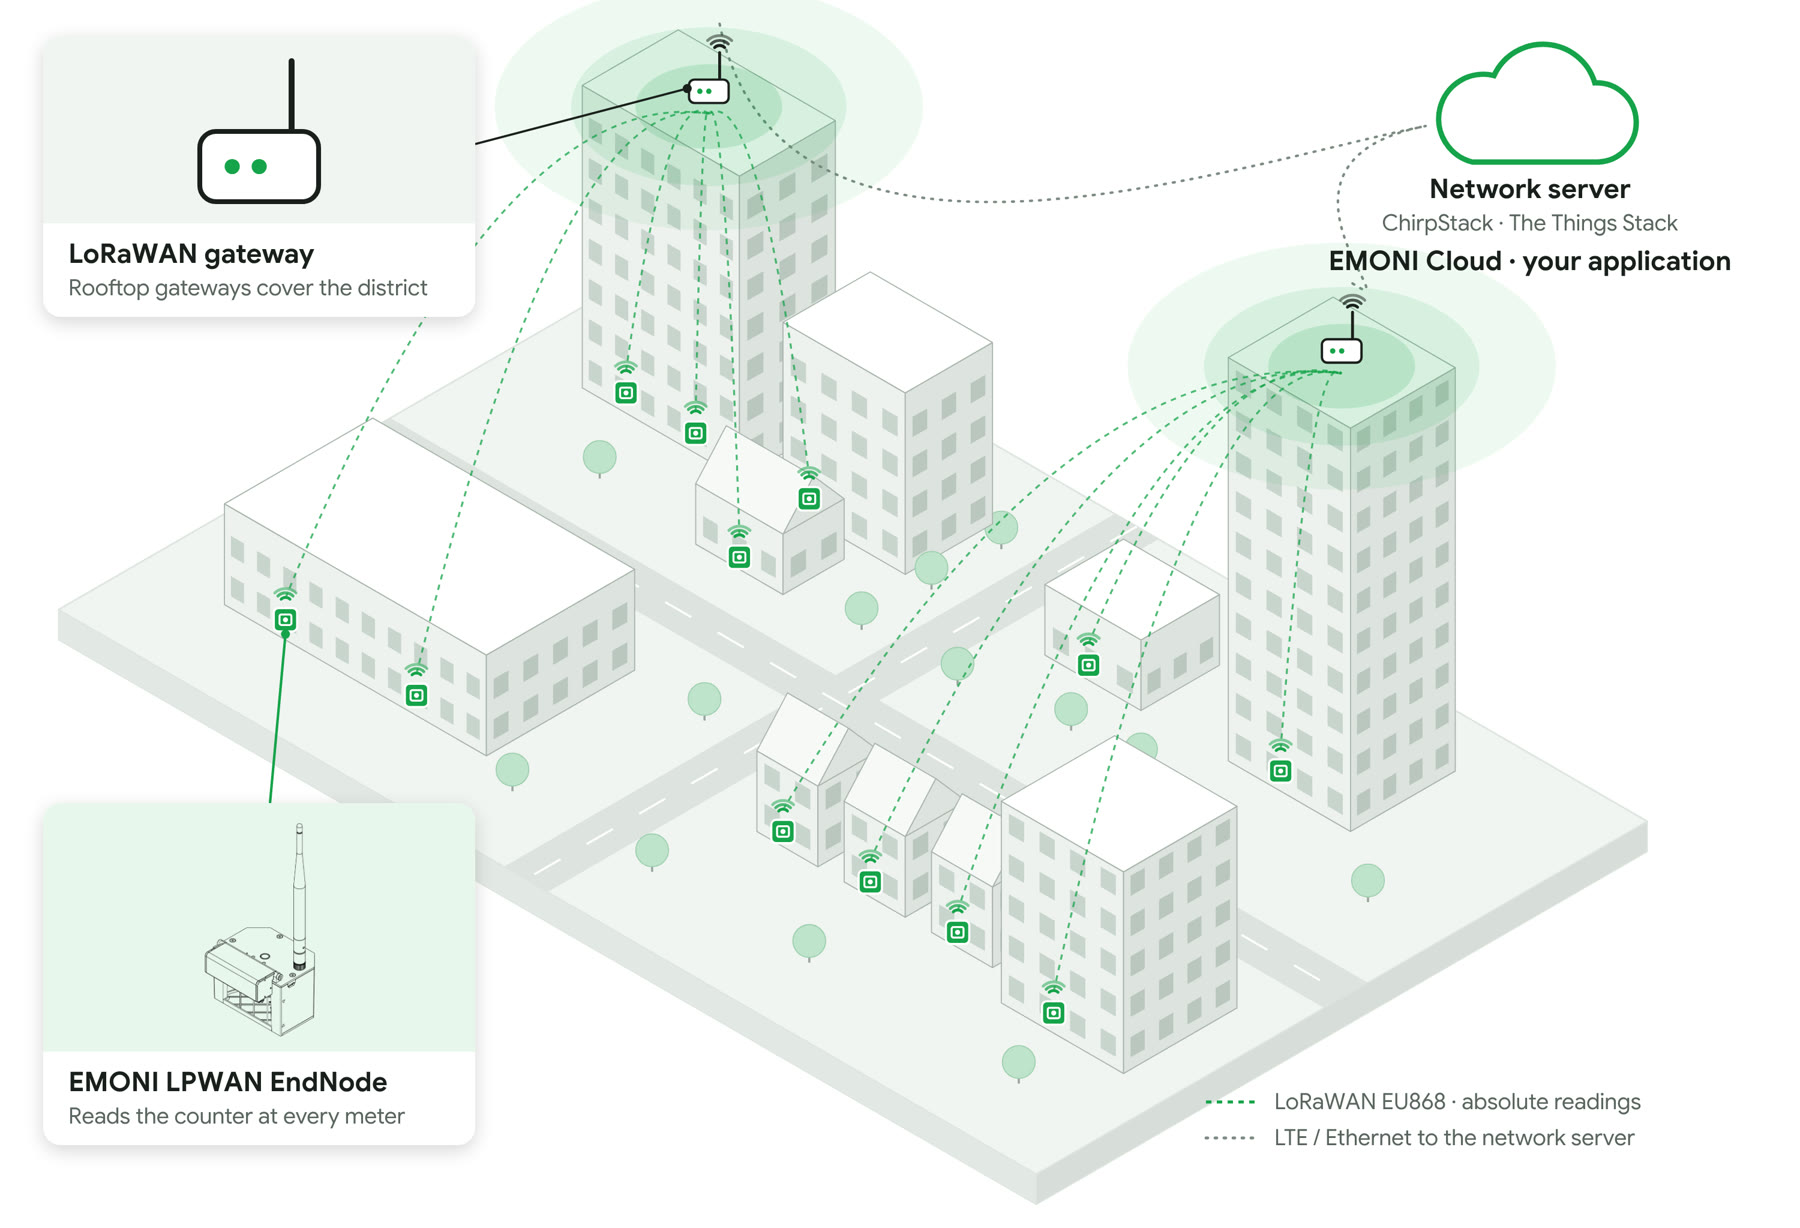 LoRaWAN gateway
Rooftop gateways cover the district
Network server
ChirpStack · The Things Stack
EMONI Cloud · your application
EMONI LPWAN EndNode
Reads the counter at every meter
LoRaWAN EU868 · absolute readings
LTE / Ethernet to the network server